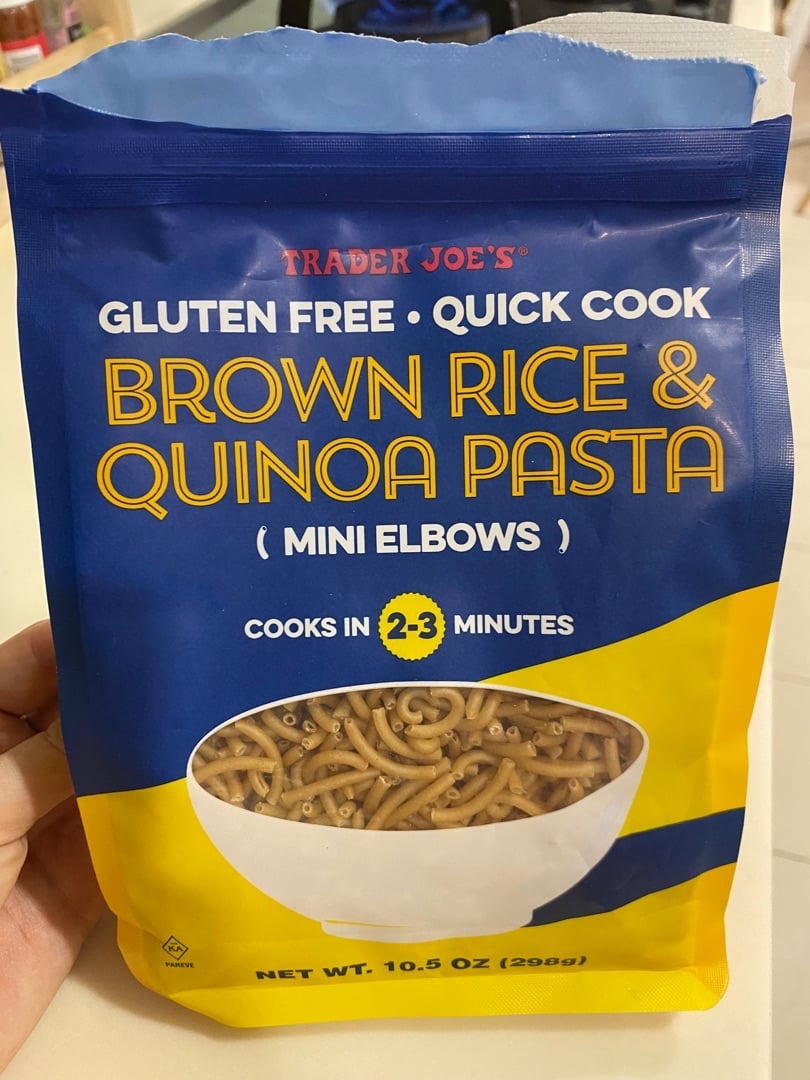 TRADER JOE'S®
GLUTEN FREE • QUICK COOK
BROWN RICE &
QUINOA PASTA
( MINI ELBOWS )
COOKS IN 2-3 MINUTES
KA
PAREVE
NET WT. 10.5 OZ (298g)